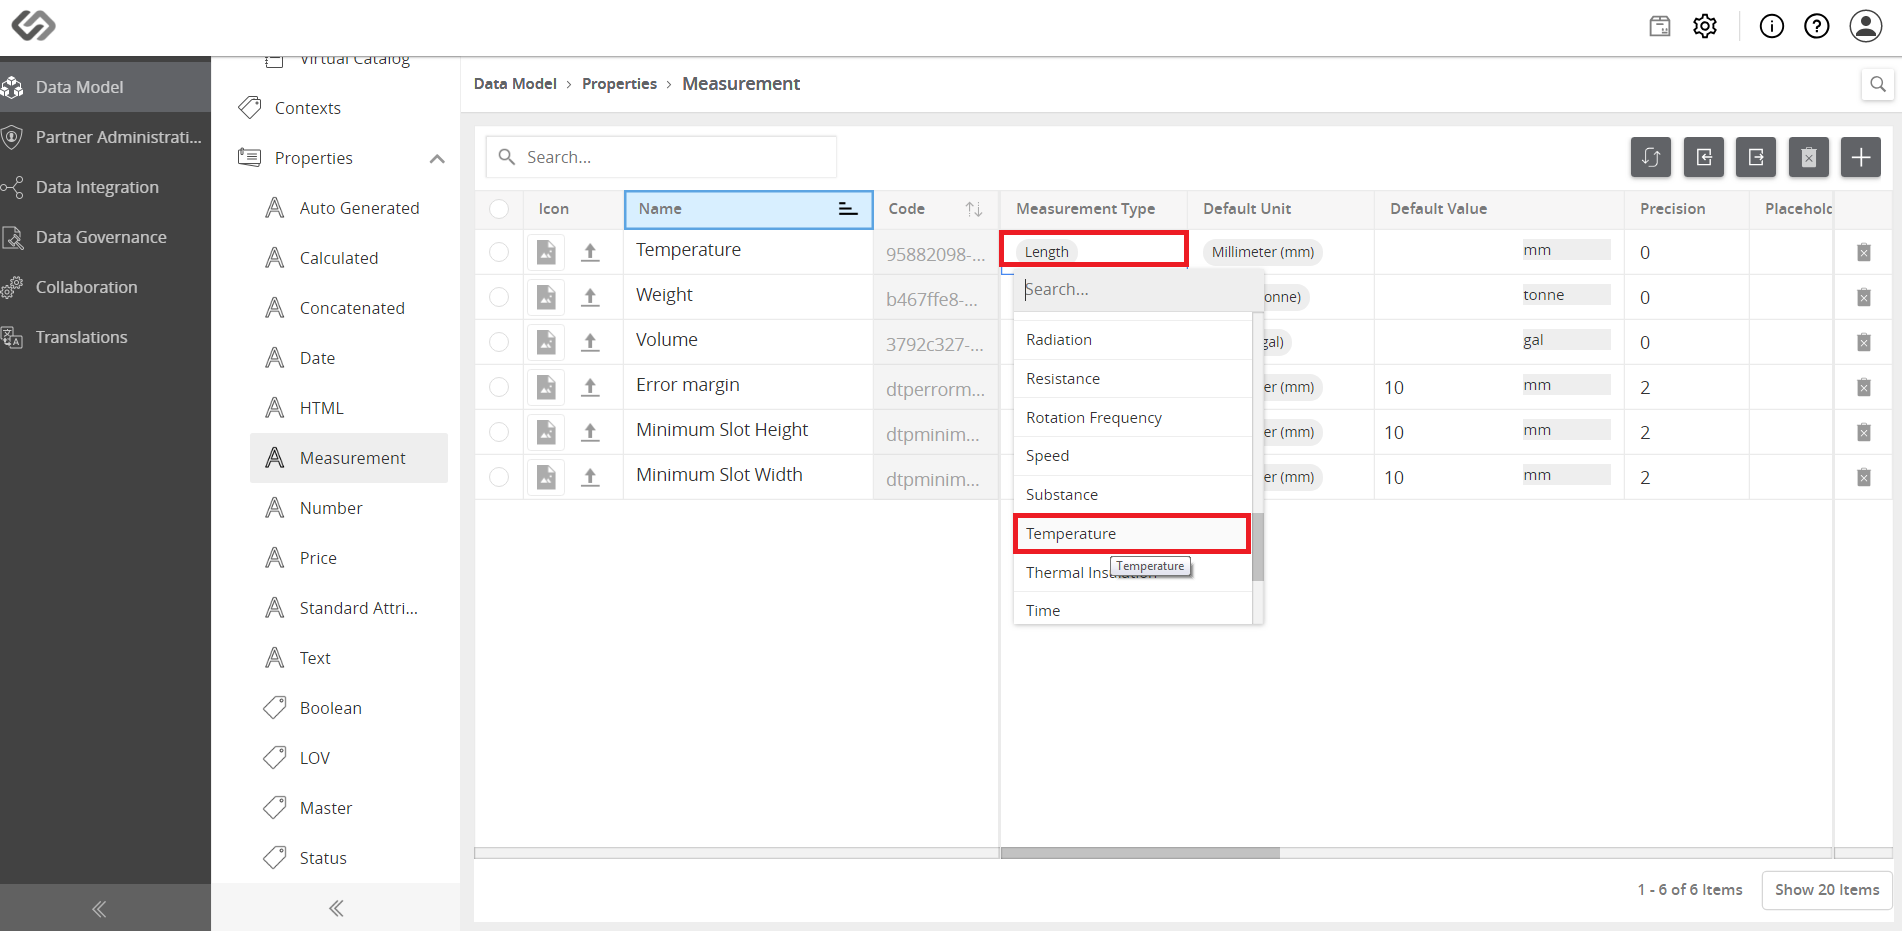 Data Model
Partner Administrati...
Data Integration
Data Governance
Collaboration
Translations
Virtual Catalog
Contexts
Properties
Auto Generated
Calculated
Concatenated
Date
HTML
Measurement
Number
Price
Standard Attri...
Text
Boolean
LOV
Master
Status
Data Model > Properties > Measurement
Search...
Icon Name Code Measurement Type Default Unit Default Value Precision Placehold
Temperature 95882098-... Length Millimeter (mm) mm 0
Weight b467ffe8-... onne) tonne 0
Volume 3792c327-... gal) gal 0
Error margin dtperrorm... er (mm) 10 mm 2
Minimum Slot Height dtpminim... er (mm) 10 mm 2
Minimum Slot Width dtpminim... er (mm) 10 mm 2
Search...
Radiation
Resistance
Rotation Frequency
Speed
Substance
Temperature
Temperature
Thermal Insulation
Time
1 - 6 of 6 Items Show 20 Items